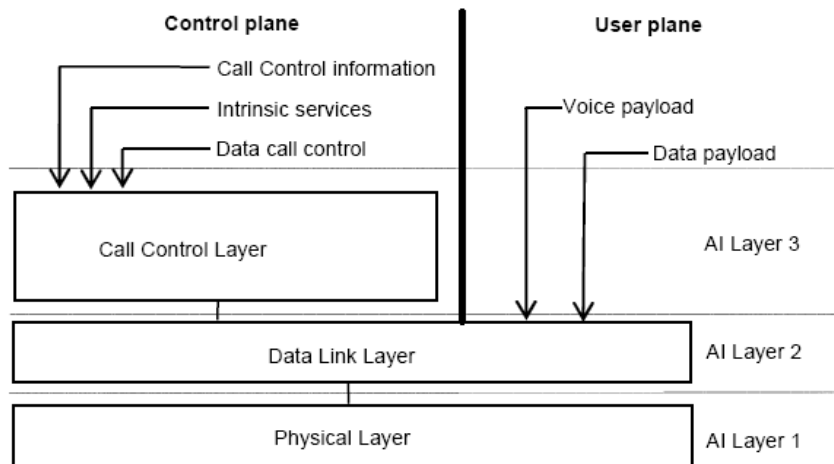 Control plane
User plane
Call Control information
Intrinsic services
Voice payload
Data call control
Data payload
Call Control Layer
AI Layer 3
Data Link Layer
AI Layer 2
Physical Layer
AI Layer 1